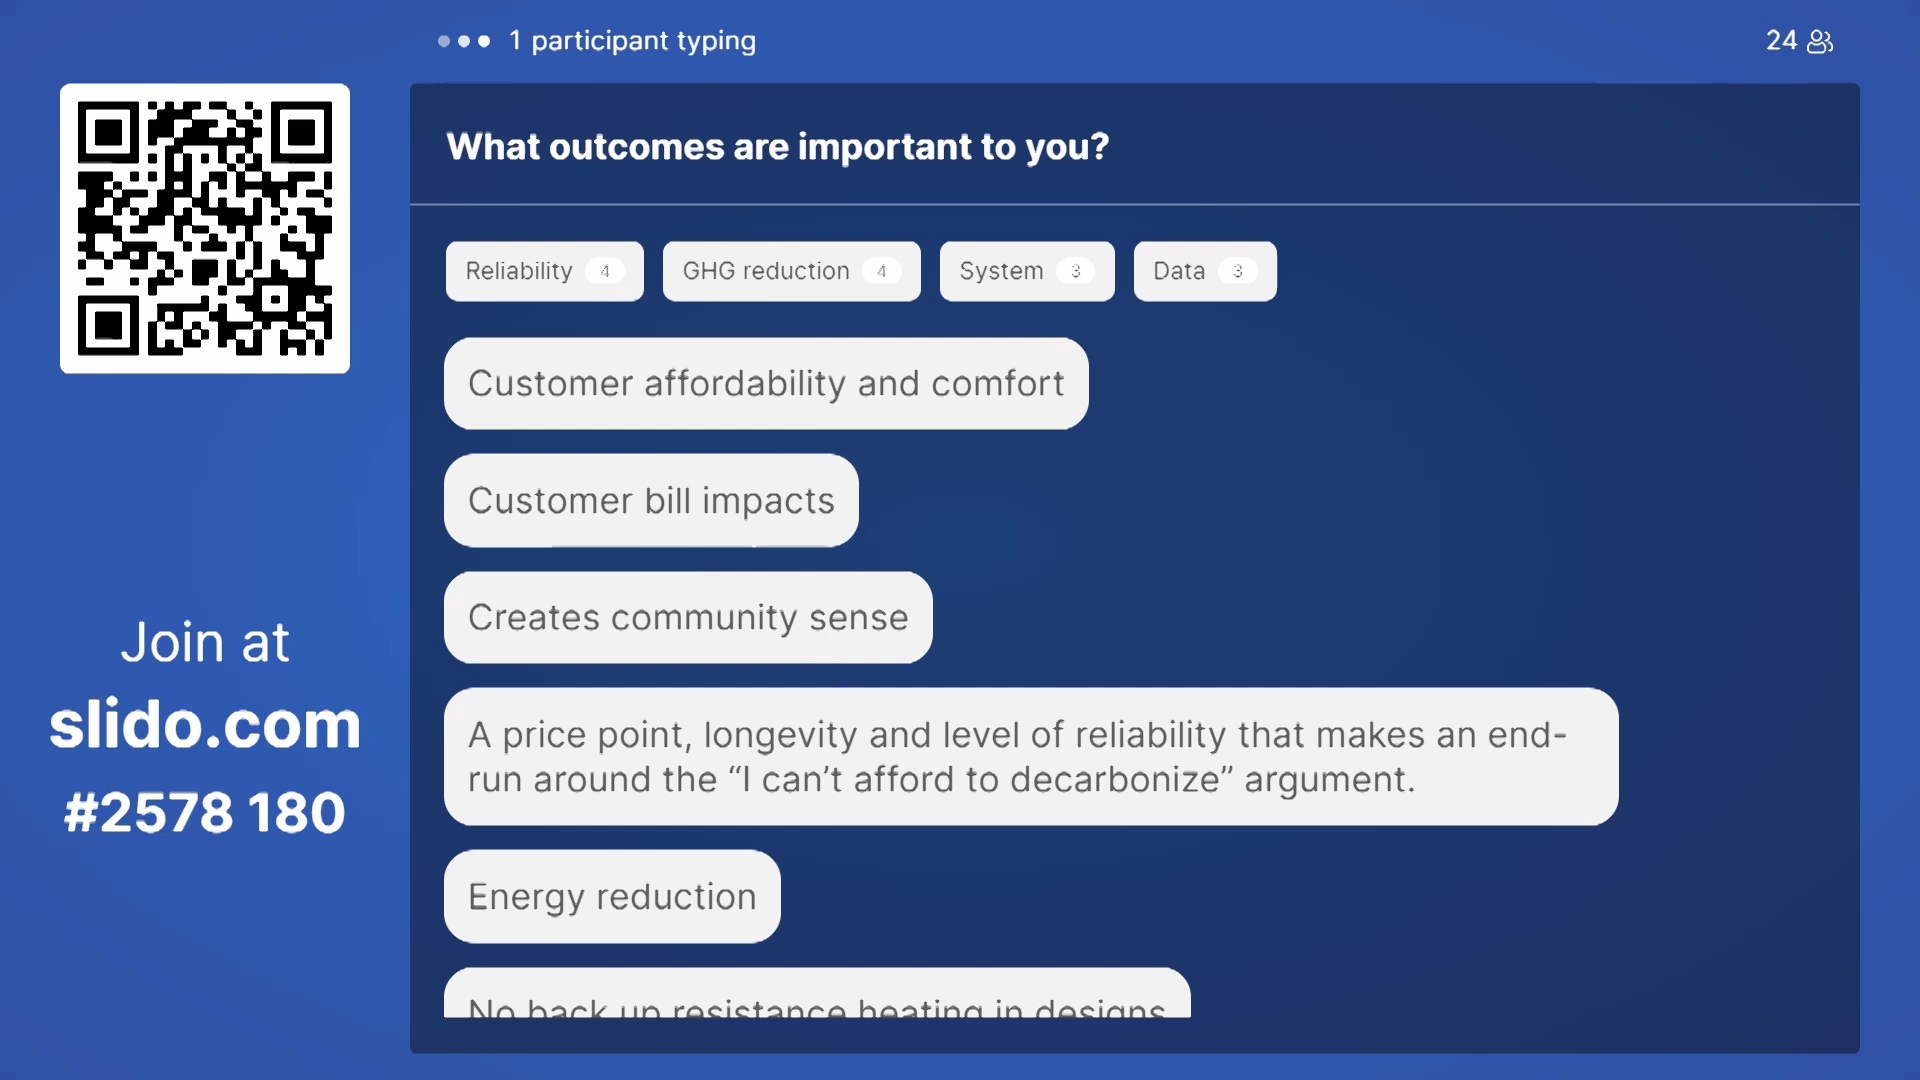 1 participant typing
24
What outcomes are important to you?
Reliability 4 GHG reduction 4 System 3 Data 3
Customer affordability and comfort
Customer bill impacts
Creates community sense
A price point, longevity and level of reliability that makes an end-
run around the “I can’t afford to decarbonize” argument.
Energy reduction
No back up resistance heating in designs
Join at
slido.com
#2578 180